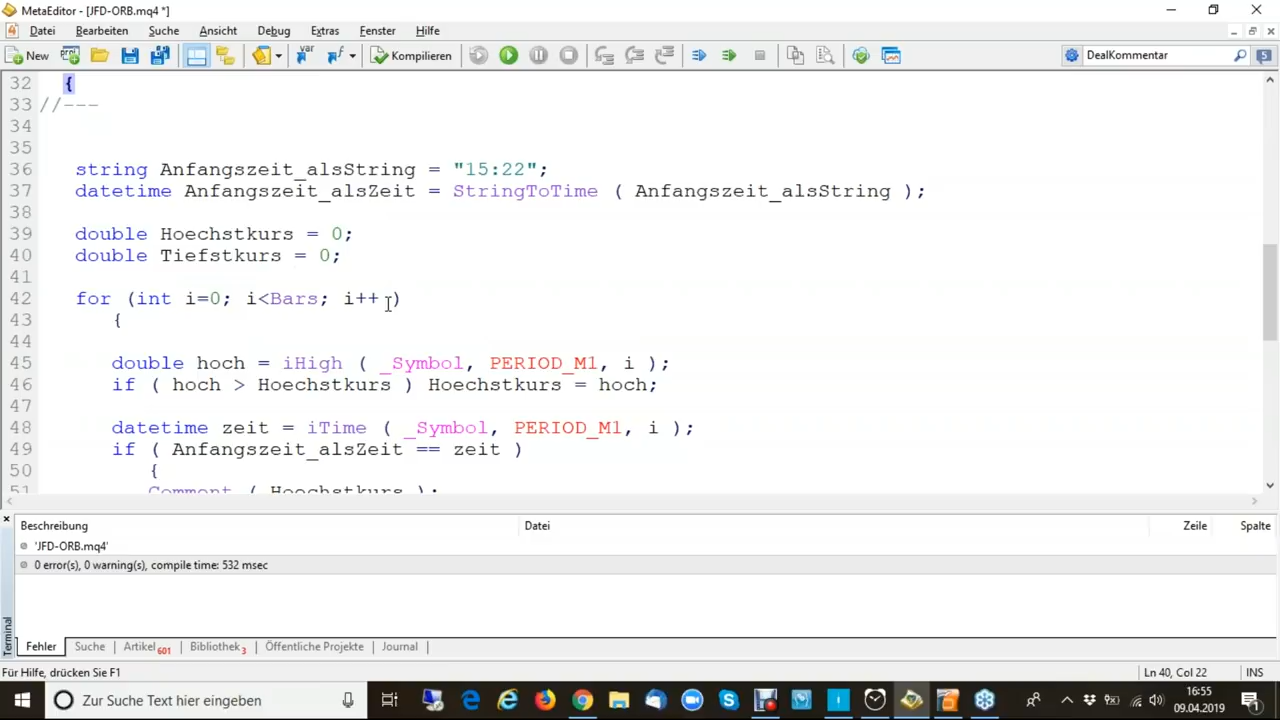 MetaEditor - [JFD-ORB.mq4 *]
Datei Bearbeiten Suche Ansicht Debug Extras Fenster Hilfe
New var Kompilieren DealKommentar 5
32 {
33 //---
34
35
36 string Anfangszeit_alsString = "15:22";
37 datetime Anfangszeit_alsZeit = StringToTime ( Anfangszeit_alsString );
38
39 double Hoechstkurs = 0;
40 double Tiefstkurs = 0;
41
42 for (int i=0; i<Bars; i++ )
43 {
44
45 double hoch = iHigh ( _Symbol, PERIOD_M1, i );
46 if ( hoch > Hoechstkurs ) Hoechstkurs = hoch;
47
48 datetime zeit = iTime ( _Symbol, PERIOD_M1, i );
49 if ( Anfangszeit_alsZeit == zeit )
50 {
51 Comment ( Hoechstkurs );
Beschreibung Datei Zeile Spalte
'JFD-ORB.mq4'
0 error(s), 0 warning(s), compile time: 532 msec
Terminal
Fehler Suche Artikel 601 Bibliothek 3 Öffentliche Projekte Journal
Für Hilfe, drücken Sie F1 Ln 40, Col 22 INS
Zur Suche Text hier eingeben 16:55
09.04.2019